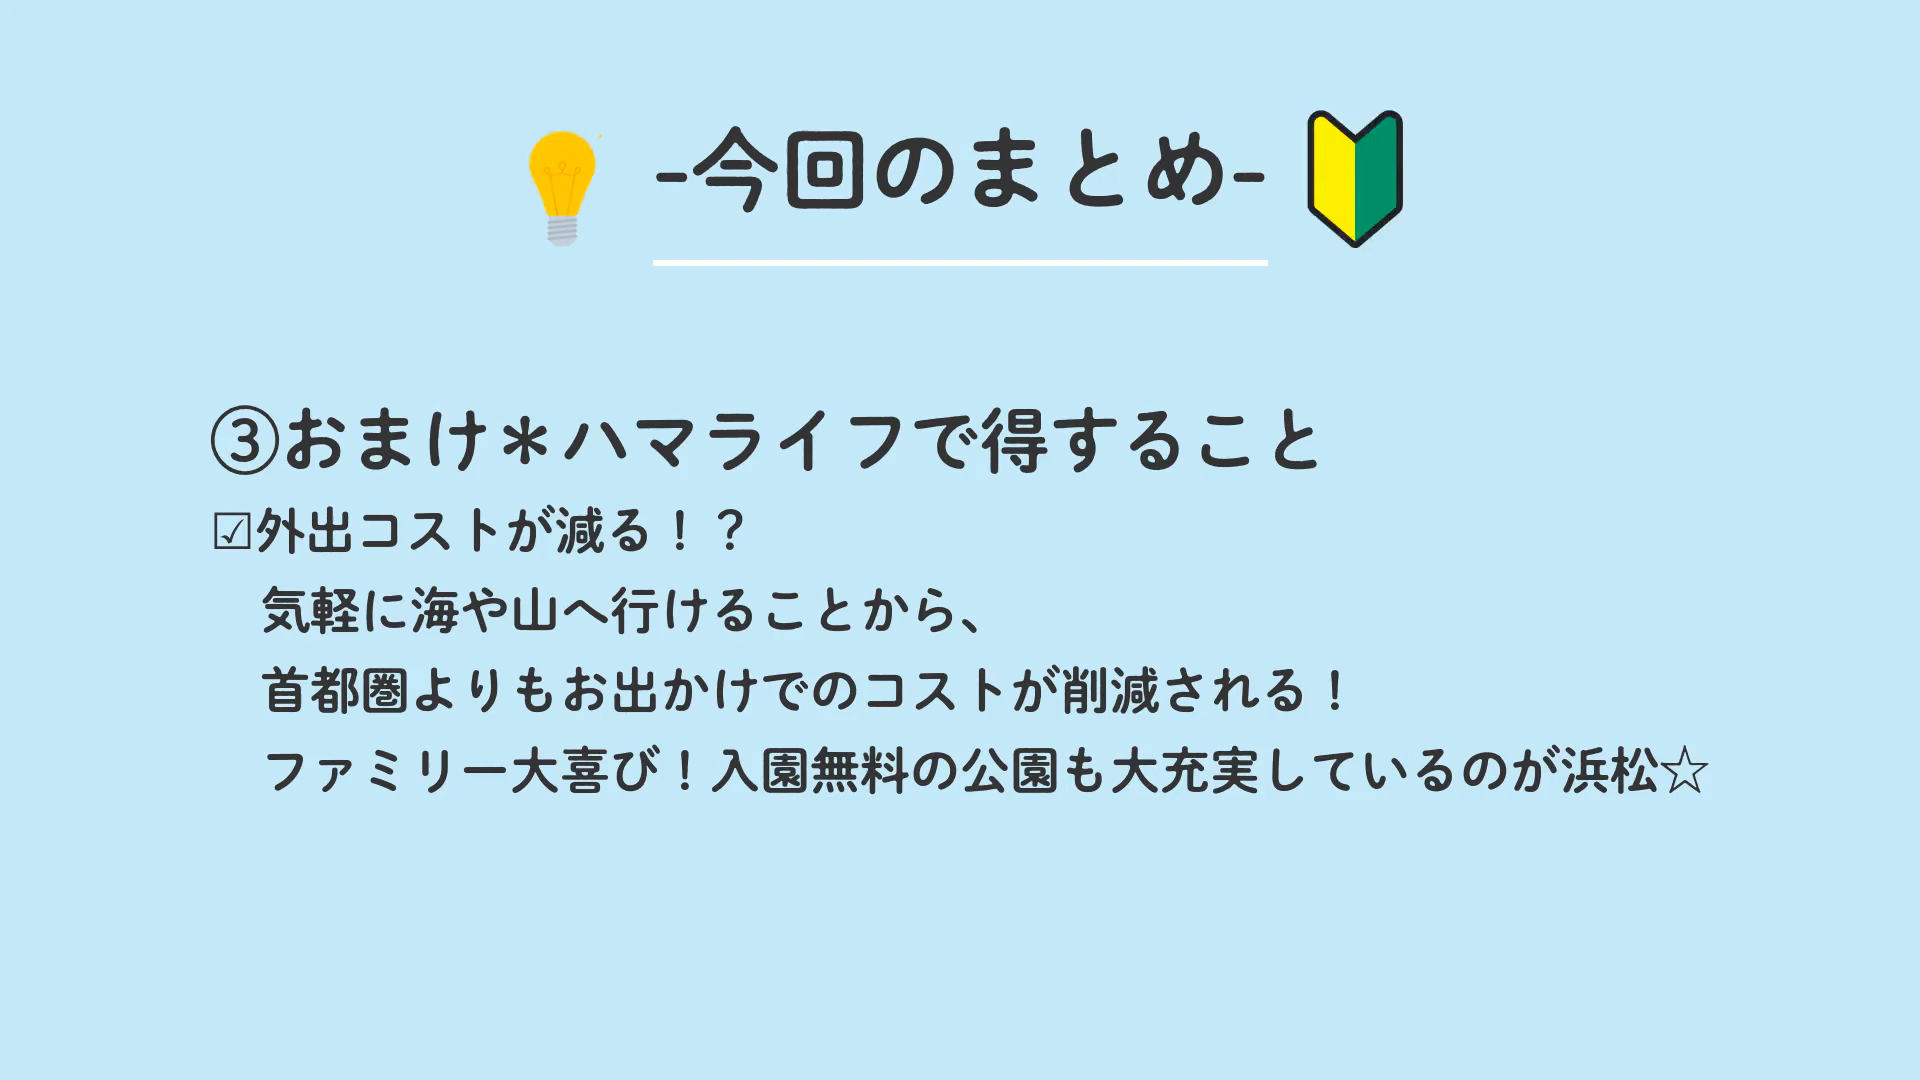 -今回のまとめ-
③おまけ＊ハマライフで得すること
☑外出コストが減る！？
気軽に海や山へ行けることから、
首都圏よりもお出かけでのコストが削減される！
ファミリー大喜び！入園無料の公園も大充実しているのが浜松☆